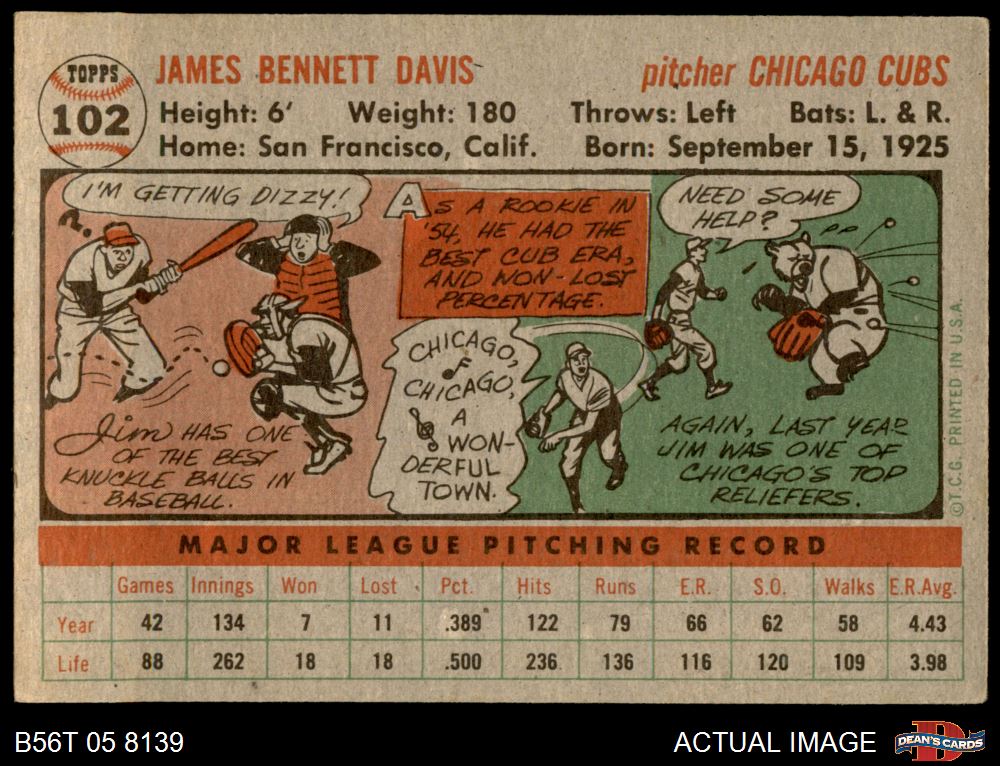 TOPPS
102
JAMES BENNETT DAVIS
pitcher CHICAGO CUBS
Height: 6' Weight: 180 Throws: Left Bats: L. & R.
Home: San Francisco, Calif. Born: September 15, 1925
I'M GETTING DIZZY!
Jim HAS ONE
OF THE BEST
KNUCKLE BALLS IN
BASEBALL.
AS A ROOKIE IN
'54, HE HAD THE
BEST CUB ERA,
AND WON-LOST
PERCENTAGE.
CHICAGO,
CHICAGO,
A
WON-
DERFUL
TOWN.
NEED SOME
HELP?
AGAIN, LAST YEAR
JIM WAS ONE OF
CHICAGO'S TOP
RELIEFERS.
© T.C.G. PRINTED IN U.S.A.
MAJOR LEAGUE PITCHING RECORD
Games Innings Won Lost Pct. Hits Runs E.R. S.O. Walks E.R.Avg.
Year 42 134 7 11 .389 122 79 66 62 58 4.43
Life 88 262 18 18 .500 236 136 116 120 109 3.98
B56T 05 8139
ACTUAL IMAGE
DEAN'S CARDS